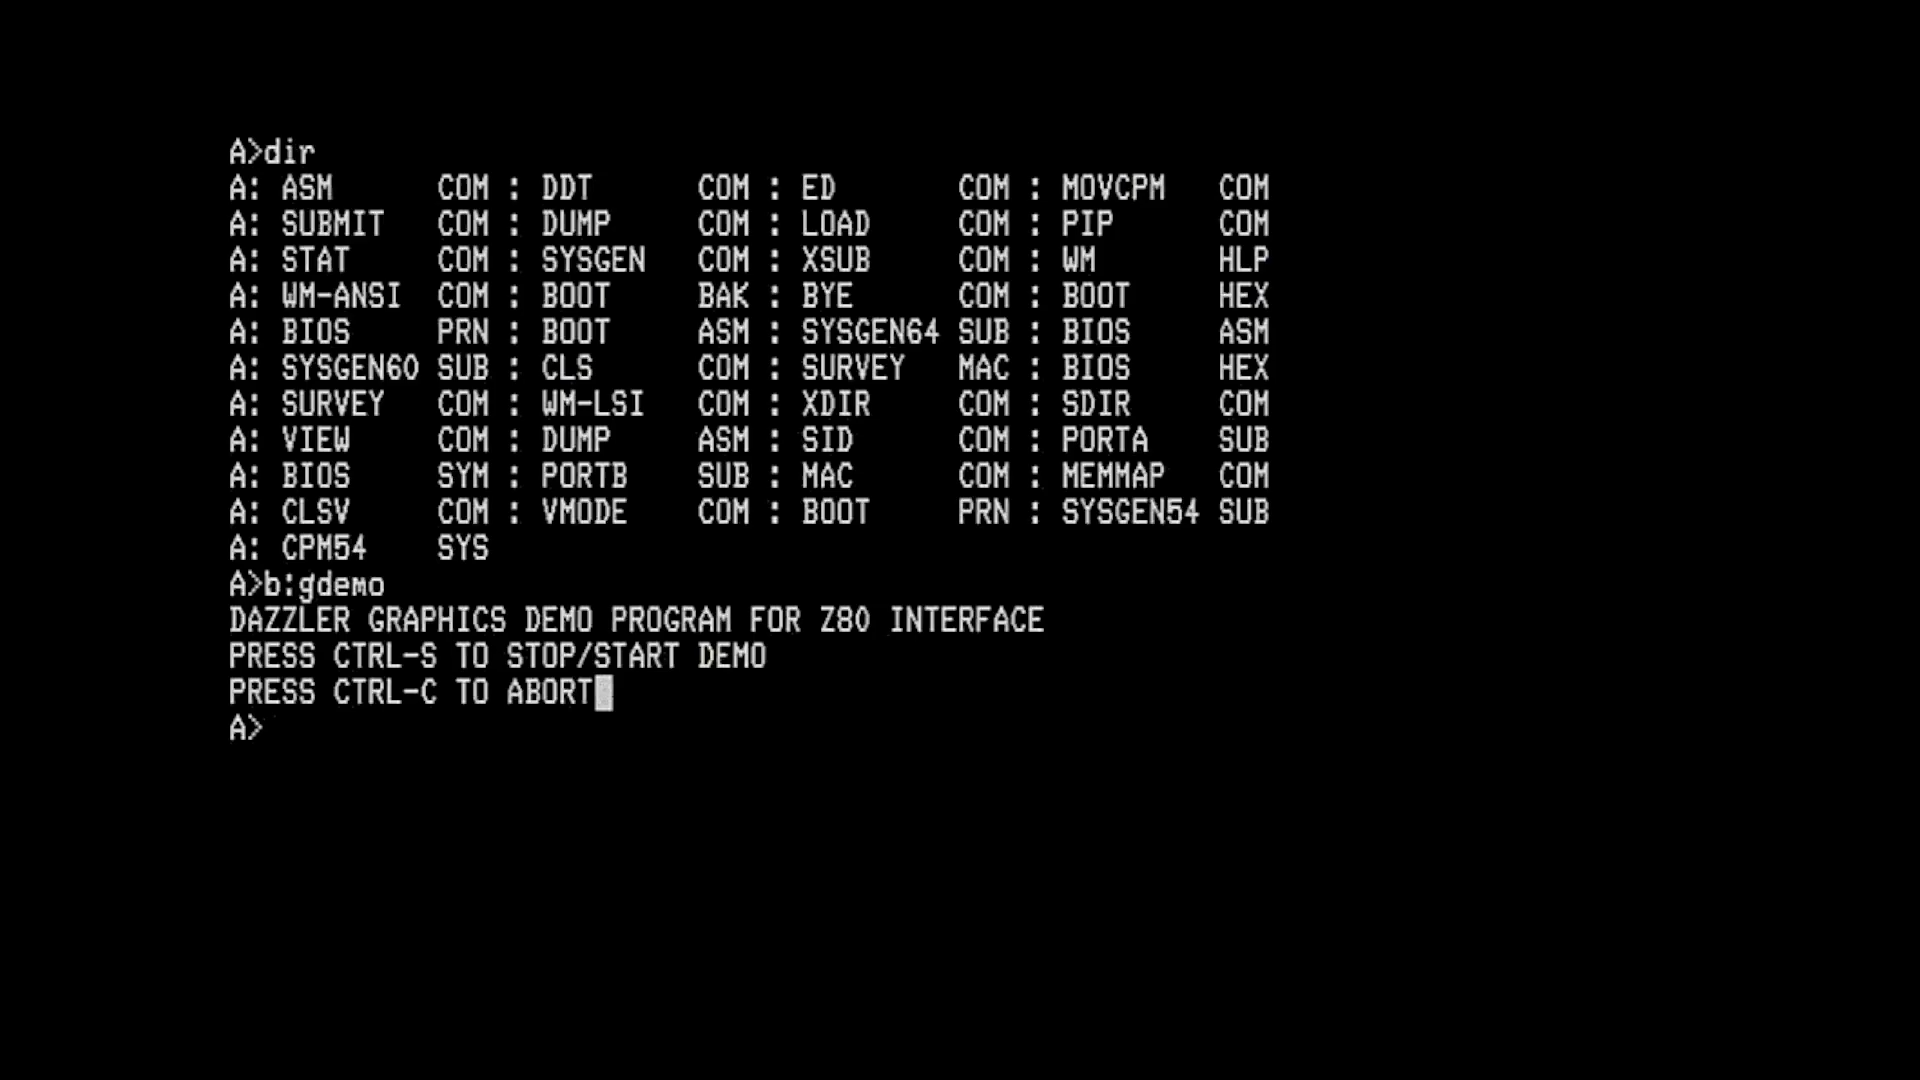 A>dir
A: ASM      COM : DDT      COM : ED       COM : MOVCPM   COM
A: SUBMIT   COM : DUMP     COM : LOAD     COM : PIP      COM
A: STAT     COM : SYSGEN   COM : XSUB     COM : WM       HLP
A: WM-ANSI  COM : BOOT     BAK : BYE      COM : BOOT     HEX
A: BIOS     PRN : BOOT     ASM : SYSGEN64 SUB : BIOS     ASM
A: SYSGEN60 SUB : CLS      COM : SURVEY   MAC : BIOS     HEX
A: SURVEY   COM : WM-LSI   COM : XDIR     COM : SDIR     COM
A: VIEW     COM : DUMP     ASM : SID      COM : PORTA    SUB
A: BIOS     SYM : PORTB    SUB : MAC      COM : MEMMAP   COM
A: CLSV     COM : VMODE    COM : BOOT     PRN : SYSGEN54 SUB
A: CPM54    SYS
A>b:gdemo
DAZZLER GRAPHICS DEMO PROGRAM FOR Z80 INTERFACE
PRESS CTRL-S TO STOP/START DEMO
PRESS CTRL-C TO ABORT
A>